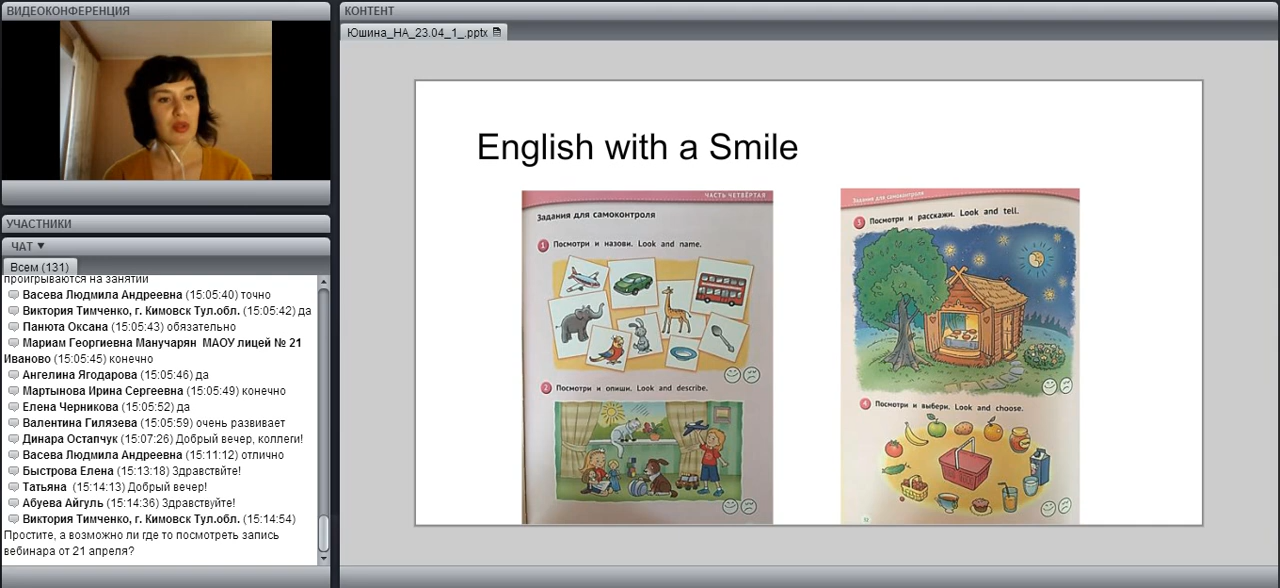 ВИДЕОКОНФЕРЕНЦИЯ
УЧАСТНИКИ
ЧАТ
Всем (131)
проигрываются на занятии
Васева Людмила Андреевна (15:05:40) точно
Виктория Тимченко, г. Кимовск Тул.обл. (15:05:42) да
Панюта Оксана (15:05:43) обязательно
Мариам Георгиевна Манучарян МАОУ лицей № 21
Иваново (15:05:45) конечно
Ангелина Ягодарова (15:05:46) да
Мартынова Ирина Сергеевна (15:05:49) конечно
Елена Черникова (15:05:52) да
Валентина Гилязева (15:05:59) очень развивает
Динара Остапчук (15:07:26) Добрый вечер, коллеги!
Васева Людмила Андреевна (15:11:12) отлично
Быстрова Елена (15:13:18) Здравствйте!
Татьяна (15:14:13) Добрый вечер!
Абуева Айгуль (15:14:36) Здравствуйте!
Виктория Тимченко, г. Кимовск Тул.обл. (15:14:54)
Простите, а возможно ли где то посмотреть запись
вебинара от 21 апреля?
КОНТЕНТ
Юшина_НА_23.04_1_.pptx
English with a Smile
ЧАСТЬ ЧЕТВЁРТАЯ
Задания для самоконтроля
1 Посмотри и назови. Look and name.
2 Посмотри и опиши. Look and describe.
Задания для самоконтроля
3 Посмотри и расскажи. Look and tell.
4 Посмотри и выбери. Look and choose.